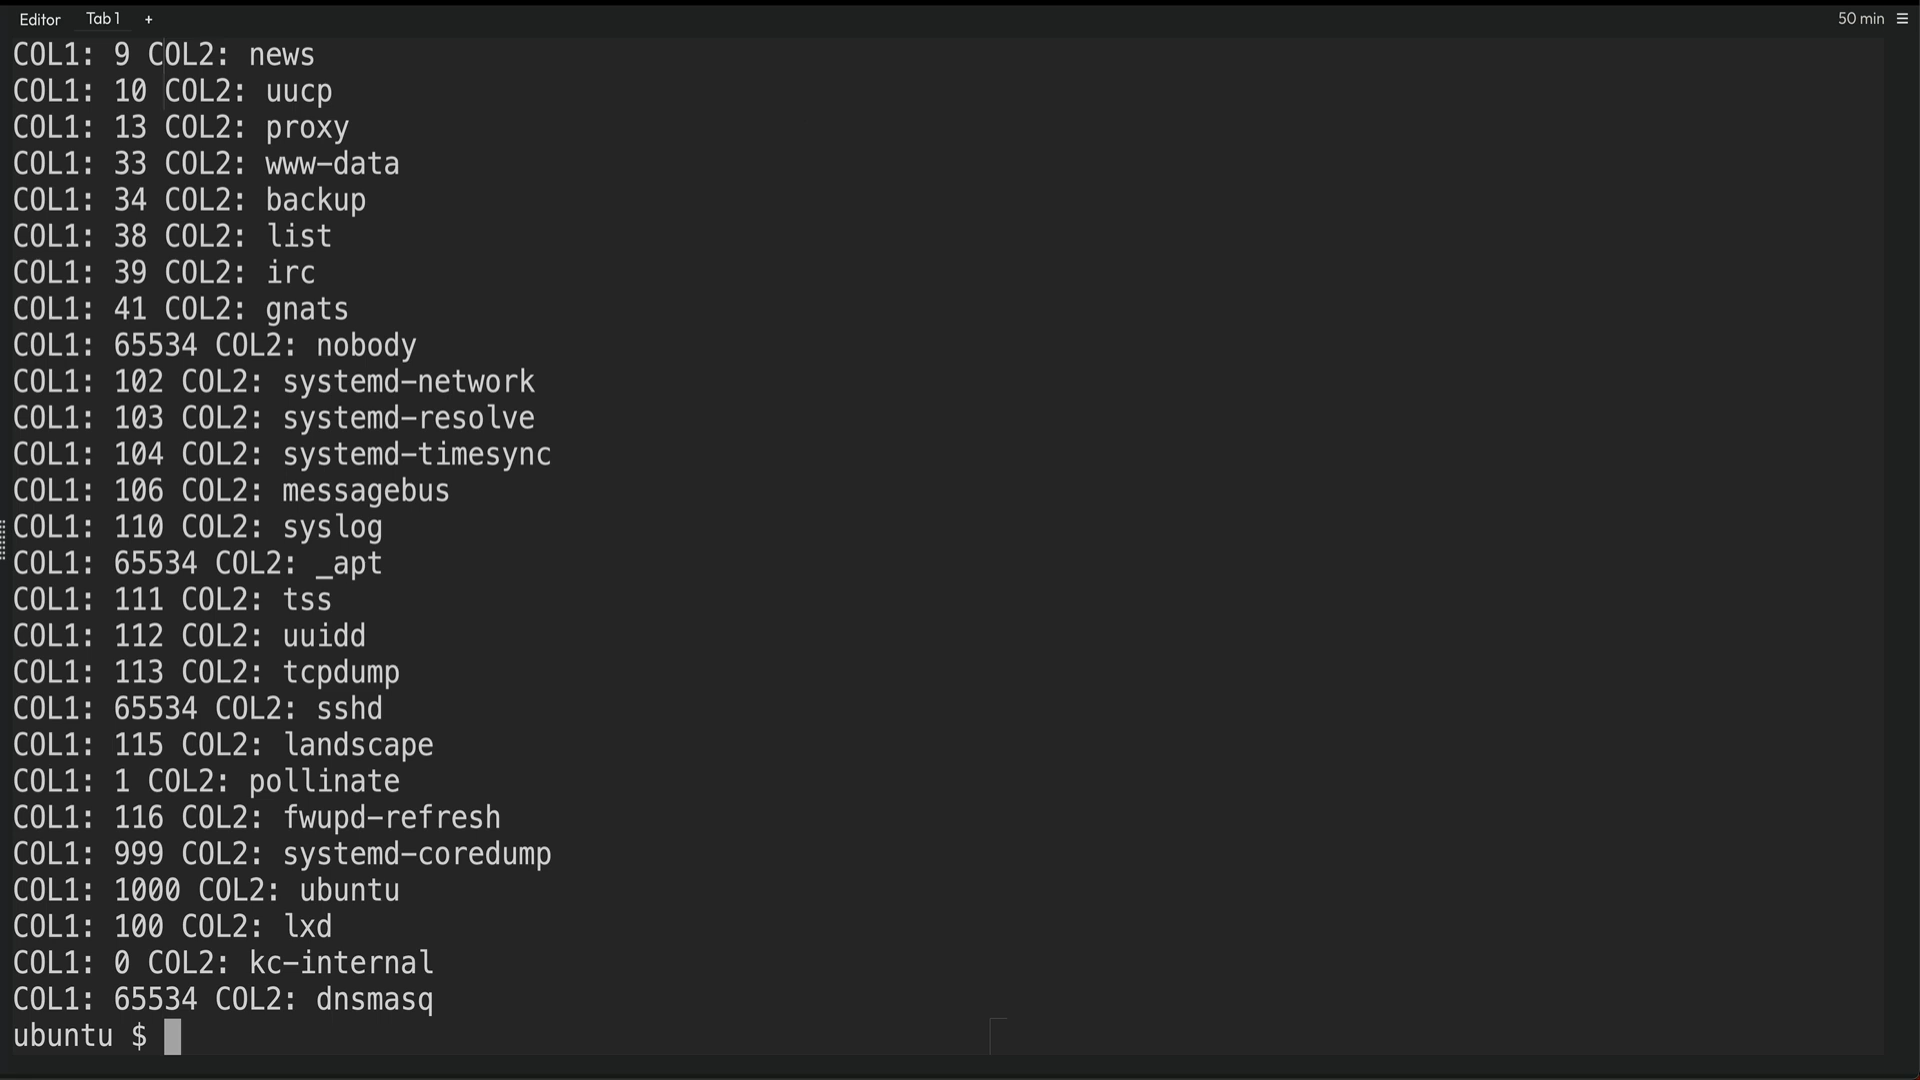 Editor Tab 1 + 50 min ☰
COL1: 9 COL2: news
COL1: 10 COL2: uucp
COL1: 13 COL2: proxy
COL1: 33 COL2: www-data
COL1: 34 COL2: backup
COL1: 38 COL2: list
COL1: 39 COL2: irc
COL1: 41 COL2: gnats
COL1: 65534 COL2: nobody
COL1: 102 COL2: systemd-network
COL1: 103 COL2: systemd-resolve
COL1: 104 COL2: systemd-timesync
COL1: 106 COL2: messagebus
COL1: 110 COL2: syslog
COL1: 65534 COL2: _apt
COL1: 111 COL2: tss
COL1: 112 COL2: uuidd
COL1: 113 COL2: tcpdump
COL1: 65534 COL2: sshd
COL1: 115 COL2: landscape
COL1: 1 COL2: pollinate
COL1: 116 COL2: fwupd-refresh
COL1: 999 COL2: systemd-coredump
COL1: 1000 COL2: ubuntu
COL1: 100 COL2: lxd
COL1: 0 COL2: kc-internal
COL1: 65534 COL2: dnsmasq
ubuntu $